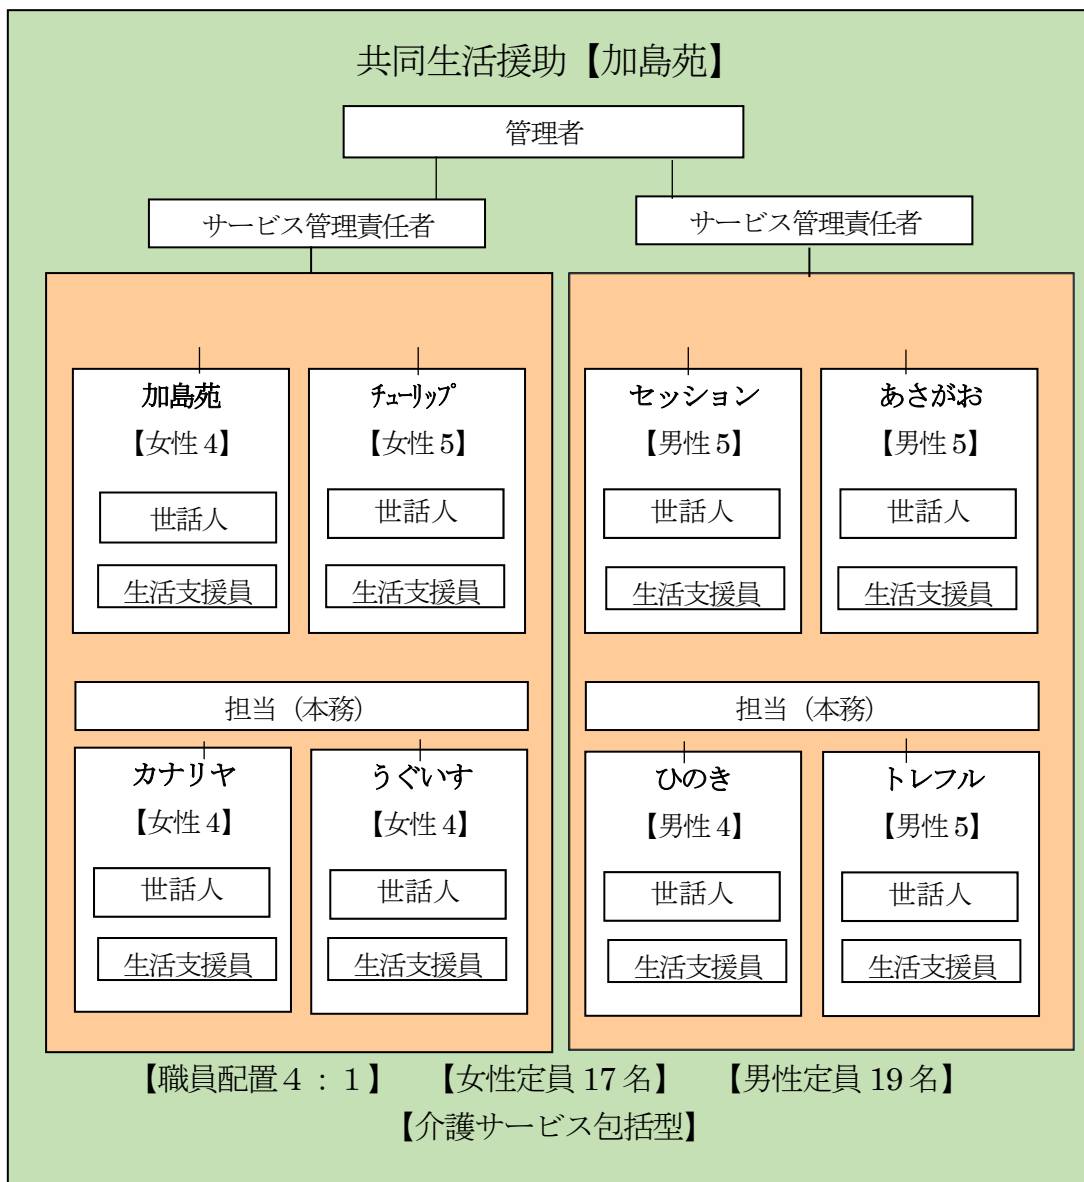 共同生活援助【加島苑】
管理者
サービス管理責任者 サービス管理責任者
加島苑 チューリップ セッション あさがお
【女性4】 【女性5】 【男性5】 【男性5】
世話人 世話人 世話人 世話人
生活支援員 生活支援員 生活支援員 生活支援員
担当（本務） 担当（本務）
カナリヤ うぐいす ひのき トレフル
【女性4】 【女性4】 【男性4】 【男性5】
世話人 世話人 世話人 世話人
生活支援員 生活支援員 生活支援員 生活支援員
【職員配置４：１】 【女性定員17名】 【男性定員19名】
【介護サービス包括型】